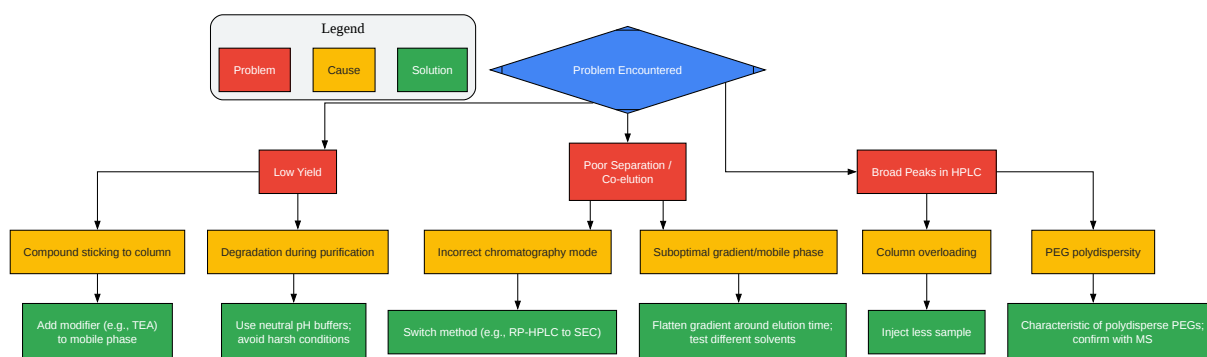 Legend
Problem
Cause
Solution
Problem Encountered
Low Yield
Poor Separation /
Co-elution
Broad Peaks in HPLC
Compound sticking to column
Degradation during purification
Incorrect chromatography mode
Suboptimal gradient/mobile phase
Column overloading
PEG polydispersity
Add modifier (e.g., TEA)
to mobile phase
Use neutral pH buffers;
avoid harsh conditions
Switch method (e.g., RP-HPLC to SEC)
Flatten gradient around elution time;
test different solvents
Inject less sample
Characteristic of polydisperse PEGs;
confirm with MS